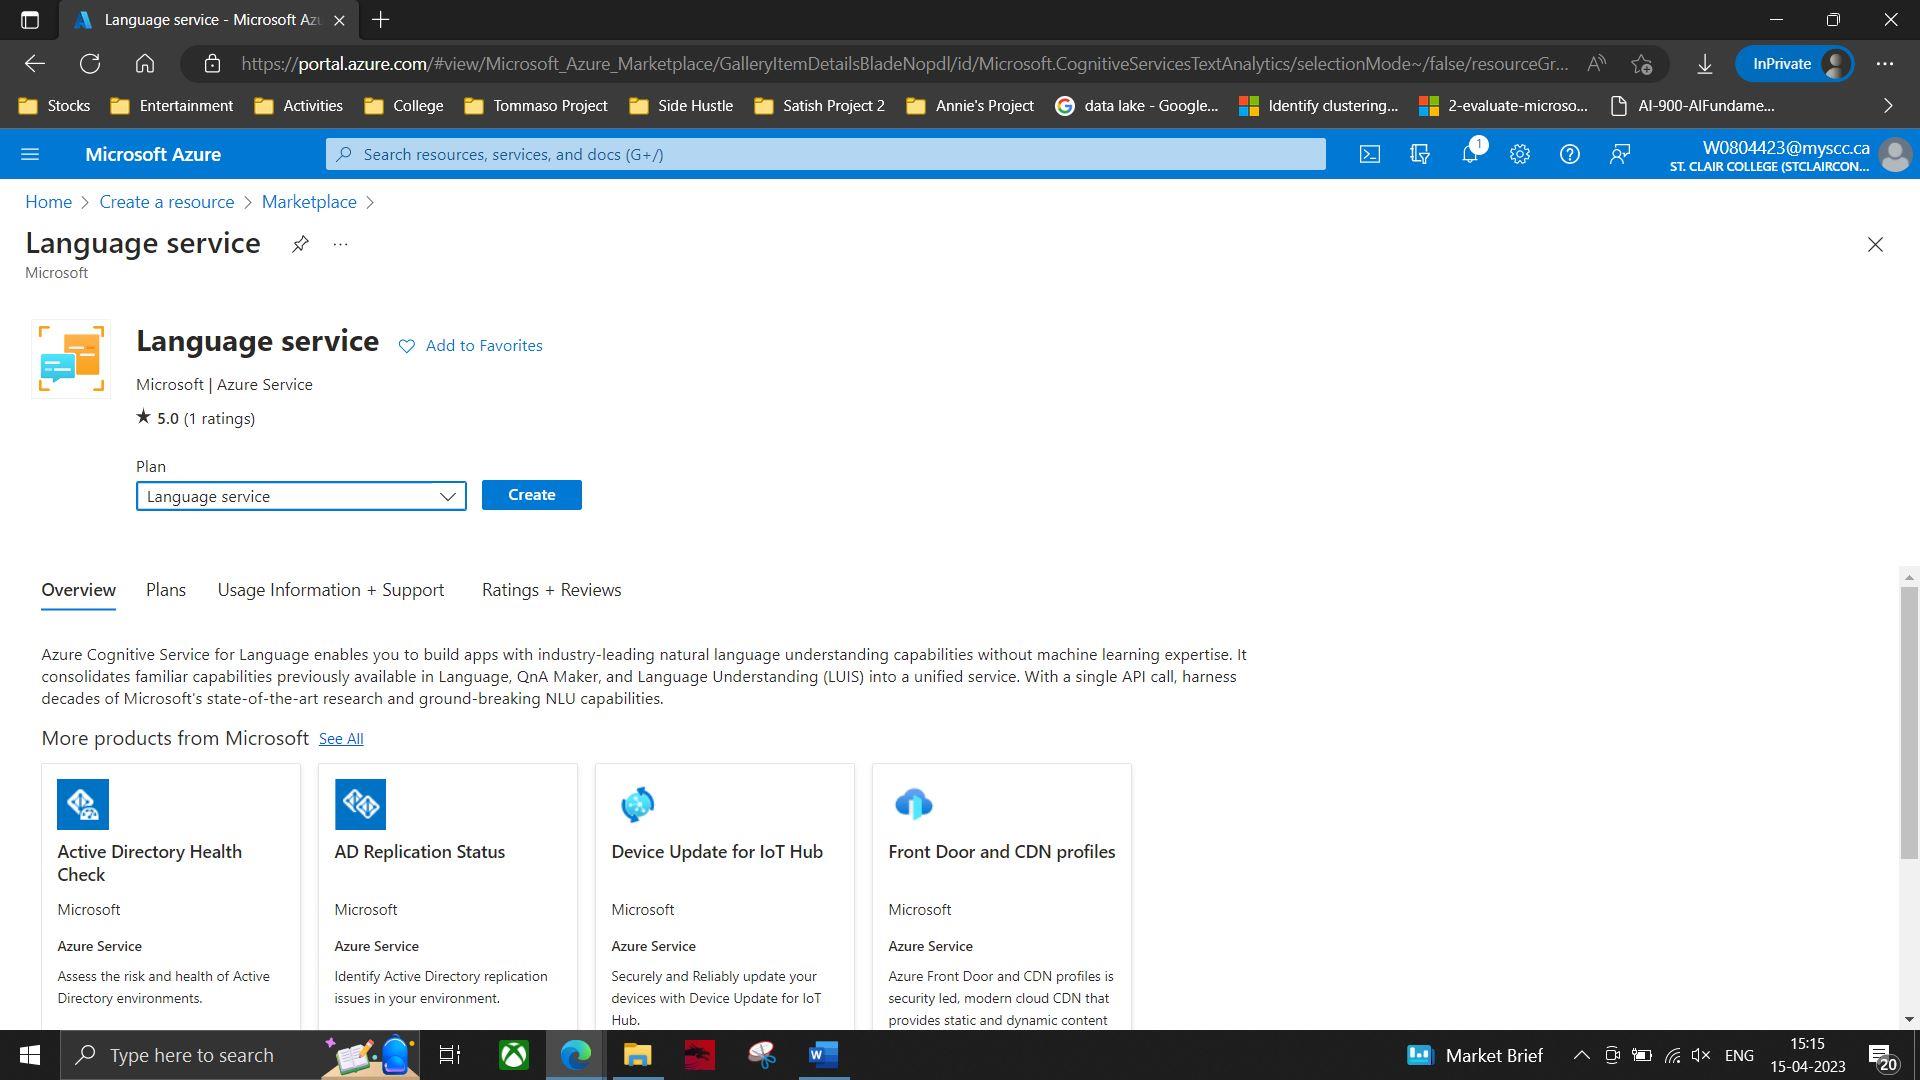 Language service - Microsoft Azu
https://portal.azure.com/#view/Microsoft_Azure_Marketplace/GalleryItemDetailsBladeNopdl/id/Microsoft.CognitiveServicesTextAnalytics/selectionMode~/false/resourceGr...
InPrivate
Stocks Entertainment Activities College Tommaso Project Side Hustle Satish Project 2 Annie's Project data lake - Google... Identify clustering... 2-evaluate-microso... AI-900-AIFundame...
Microsoft Azure
Search resources, services, and docs (G+/)
1
W0804423@myscc.ca
ST. CLAIR COLLEGE (STCLAIRCON...
Home > Create a resource > Marketplace >
Language service
Microsoft
Language service
Add to Favorites
Microsoft | Azure Service
★ 5.0 (1 ratings)
Plan
Language service
Create
Overview Plans Usage Information + Support Ratings + Reviews
Azure Cognitive Service for Language enables you to build apps with industry-leading natural language understanding capabilities without machine learning expertise. It
consolidates familiar capabilities previously available in Language, QnA Maker, and Language Understanding (LUIS) into a unified service. With a single API call, harness
decades of Microsoft's state-of-the-art research and ground-breaking NLU capabilities.
More products from Microsoft See All
Active Directory Health
Check
Microsoft
Azure Service
Assess the risk and health of Active
Directory environments.
AD Replication Status
Microsoft
Azure Service
Identify Active Directory replication
issues in your environment.
Device Update for IoT Hub
Microsoft
Azure Service
Securely and Reliably update your
devices with Device Update for IoT
Hub.
Front Door and CDN profiles
Microsoft
Azure Service
Azure Front Door and CDN profiles is
security led, modern cloud CDN that
provides static and dynamic content
Type here to search
Market Brief
ENG
15:15
15-04-2023
20